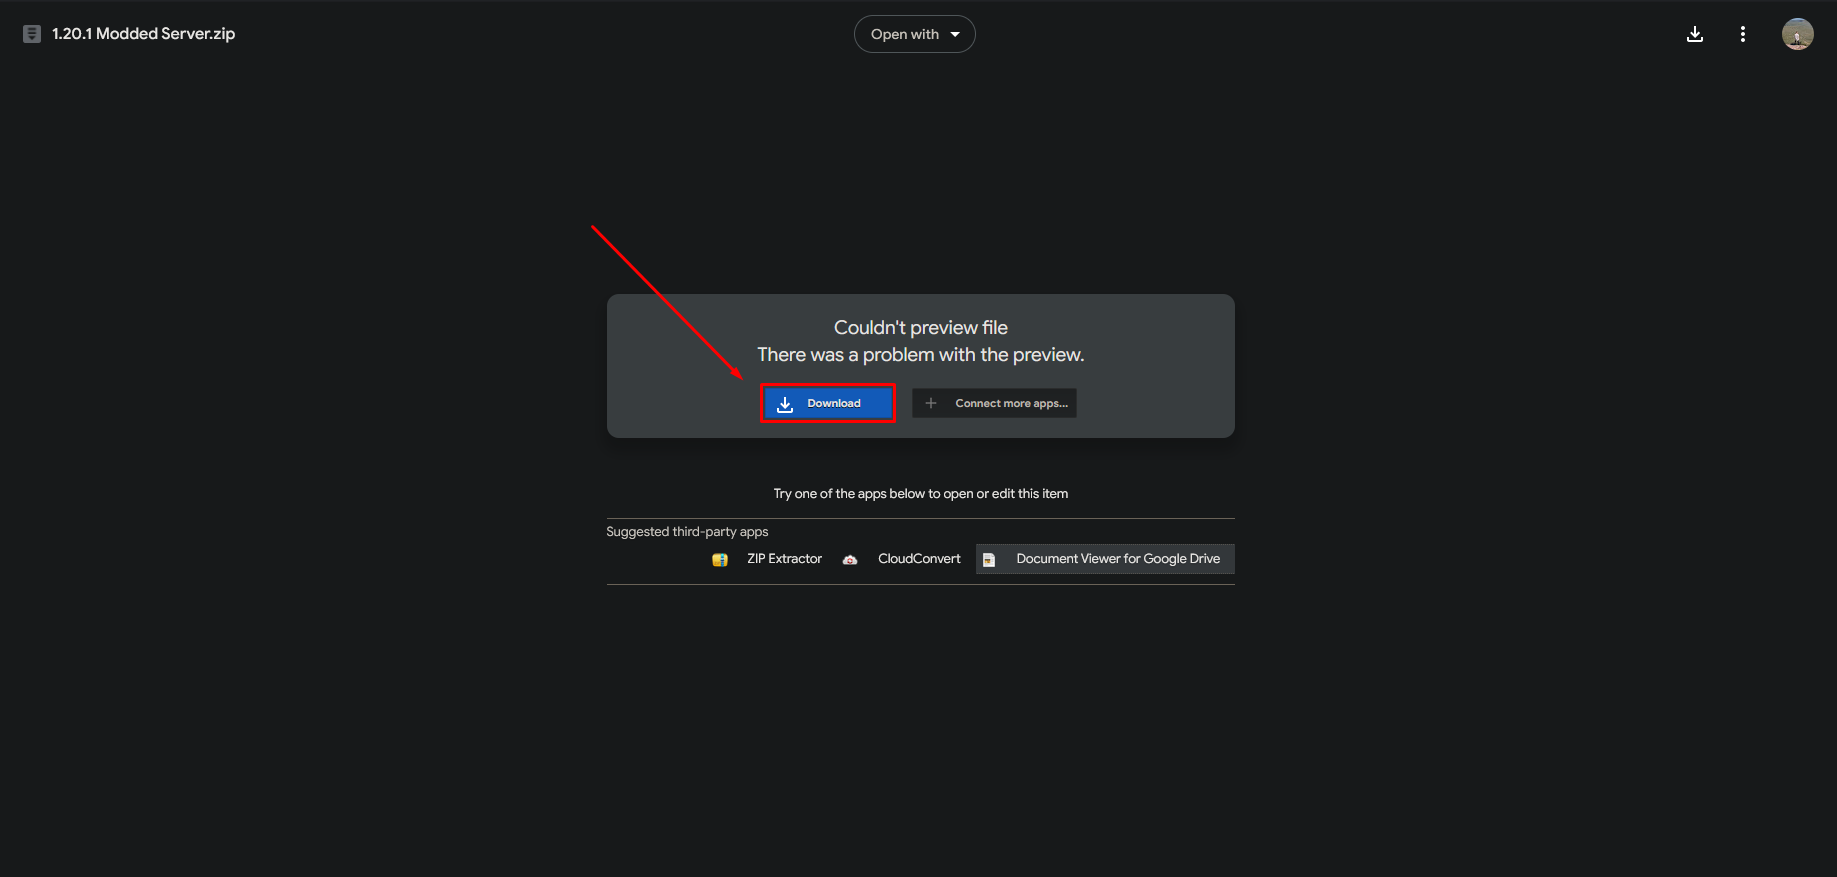 1.20.1 Modded Server.zip
Open with
Couldn't preview file
There was a problem with the preview.
Download
Connect more apps...
Try one of the apps below to open or edit this item
Suggested third-party apps
ZIP Extractor
CloudConvert
Document Viewer for Google Drive